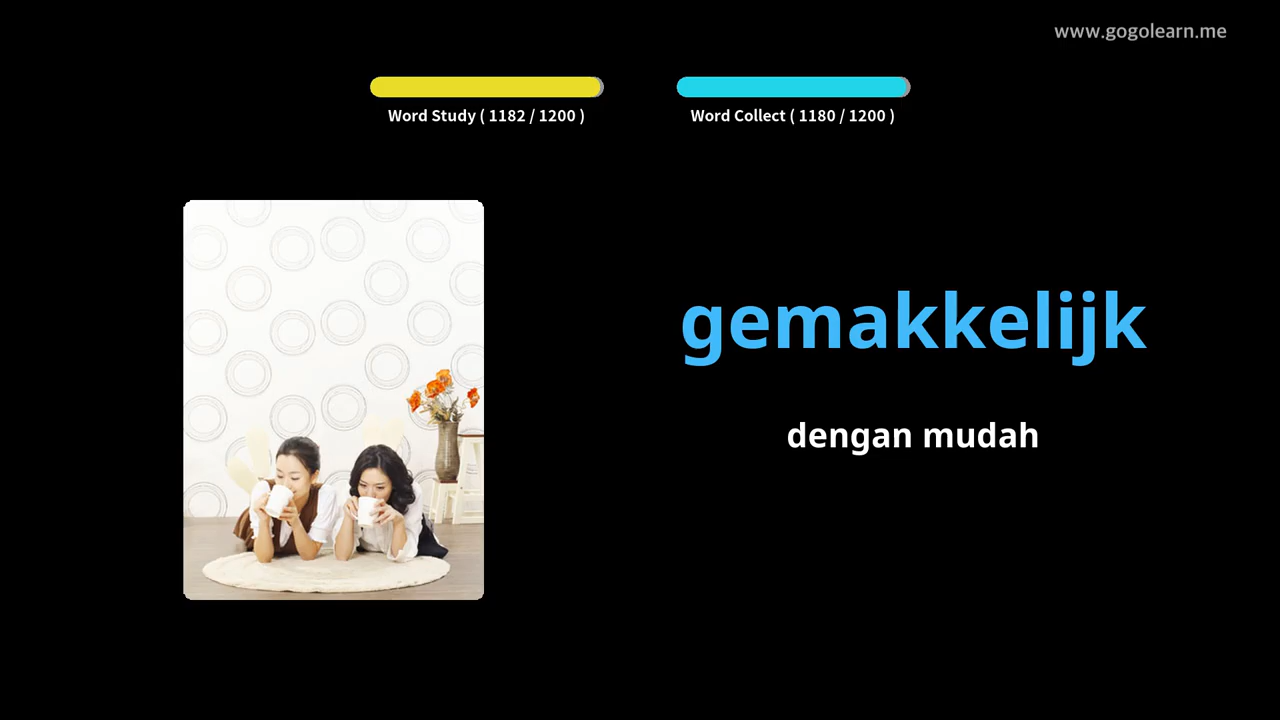 www.gogolearn.me
Word Study ( 1182 / 1200 )
Word Collect ( 1180 / 1200 )
gemakkelijk
dengan mudah